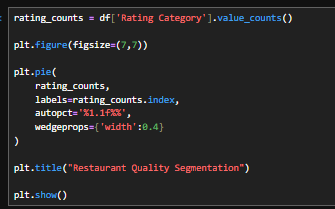 rating_counts = df['Rating Category'].value_counts()
plt.figure(figsize=(7,7))
plt.pie(
    rating_counts,
    labels=rating_counts.index,
    autopct='%1.1f%%',
    wedgeprops={'width':0.4}
)
plt.title("Restaurant Quality Segmentation")
plt.show()